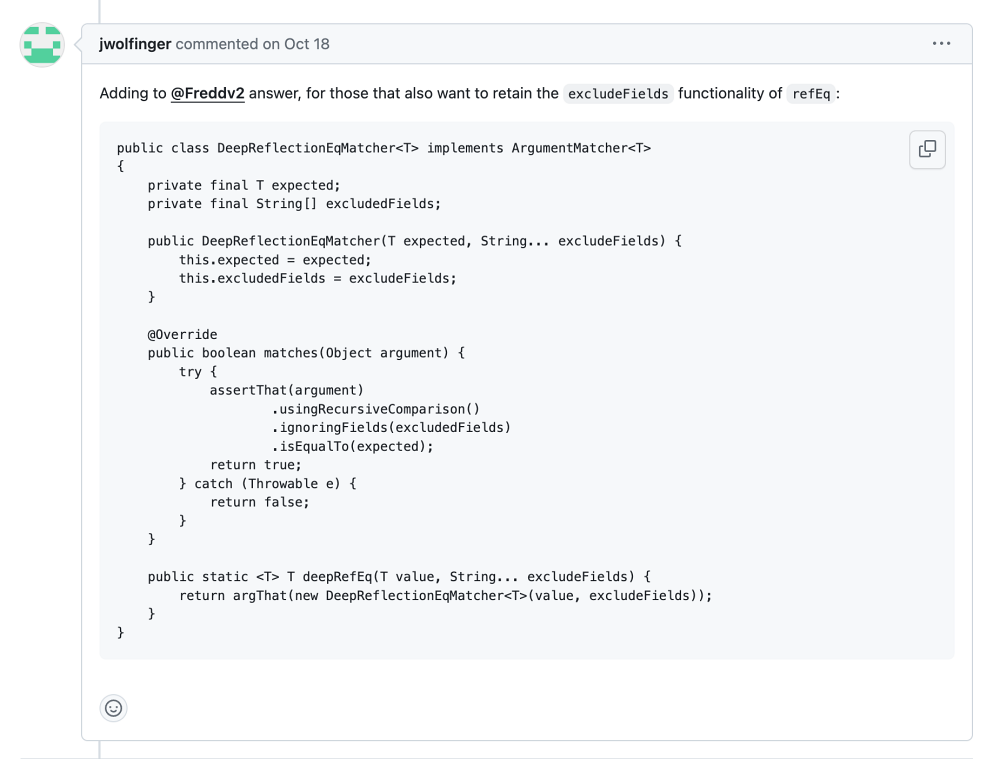 jwolfinger commented on Oct 18
Adding to @Freddv2 answer, for those that also want to retain the excludeFields functionality of refEq:
public class DeepReflectionEqMatcher<T> implements ArgumentMatcher<T>
{
    private final T expected;
    private final String[] excludedFields;

    public DeepReflectionEqMatcher(T expected, String... excludeFields) {
        this.expected = expected;
        this.excludedFields = excludeFields;
    }

    @Override
    public boolean matches(Object argument) {
        try {
            assertThat(argument)
                    .usingRecursiveComparison()
                    .ignoringFields(excludedFields)
                    .isEqualTo(expected);
            return true;
        } catch (Throwable e) {
            return false;
        }
    }

    public static <T> T deepRefEq(T value, String... excludeFields) {
        return argThat(new DeepReflectionEqMatcher<T>(value, excludeFields));
    }
}